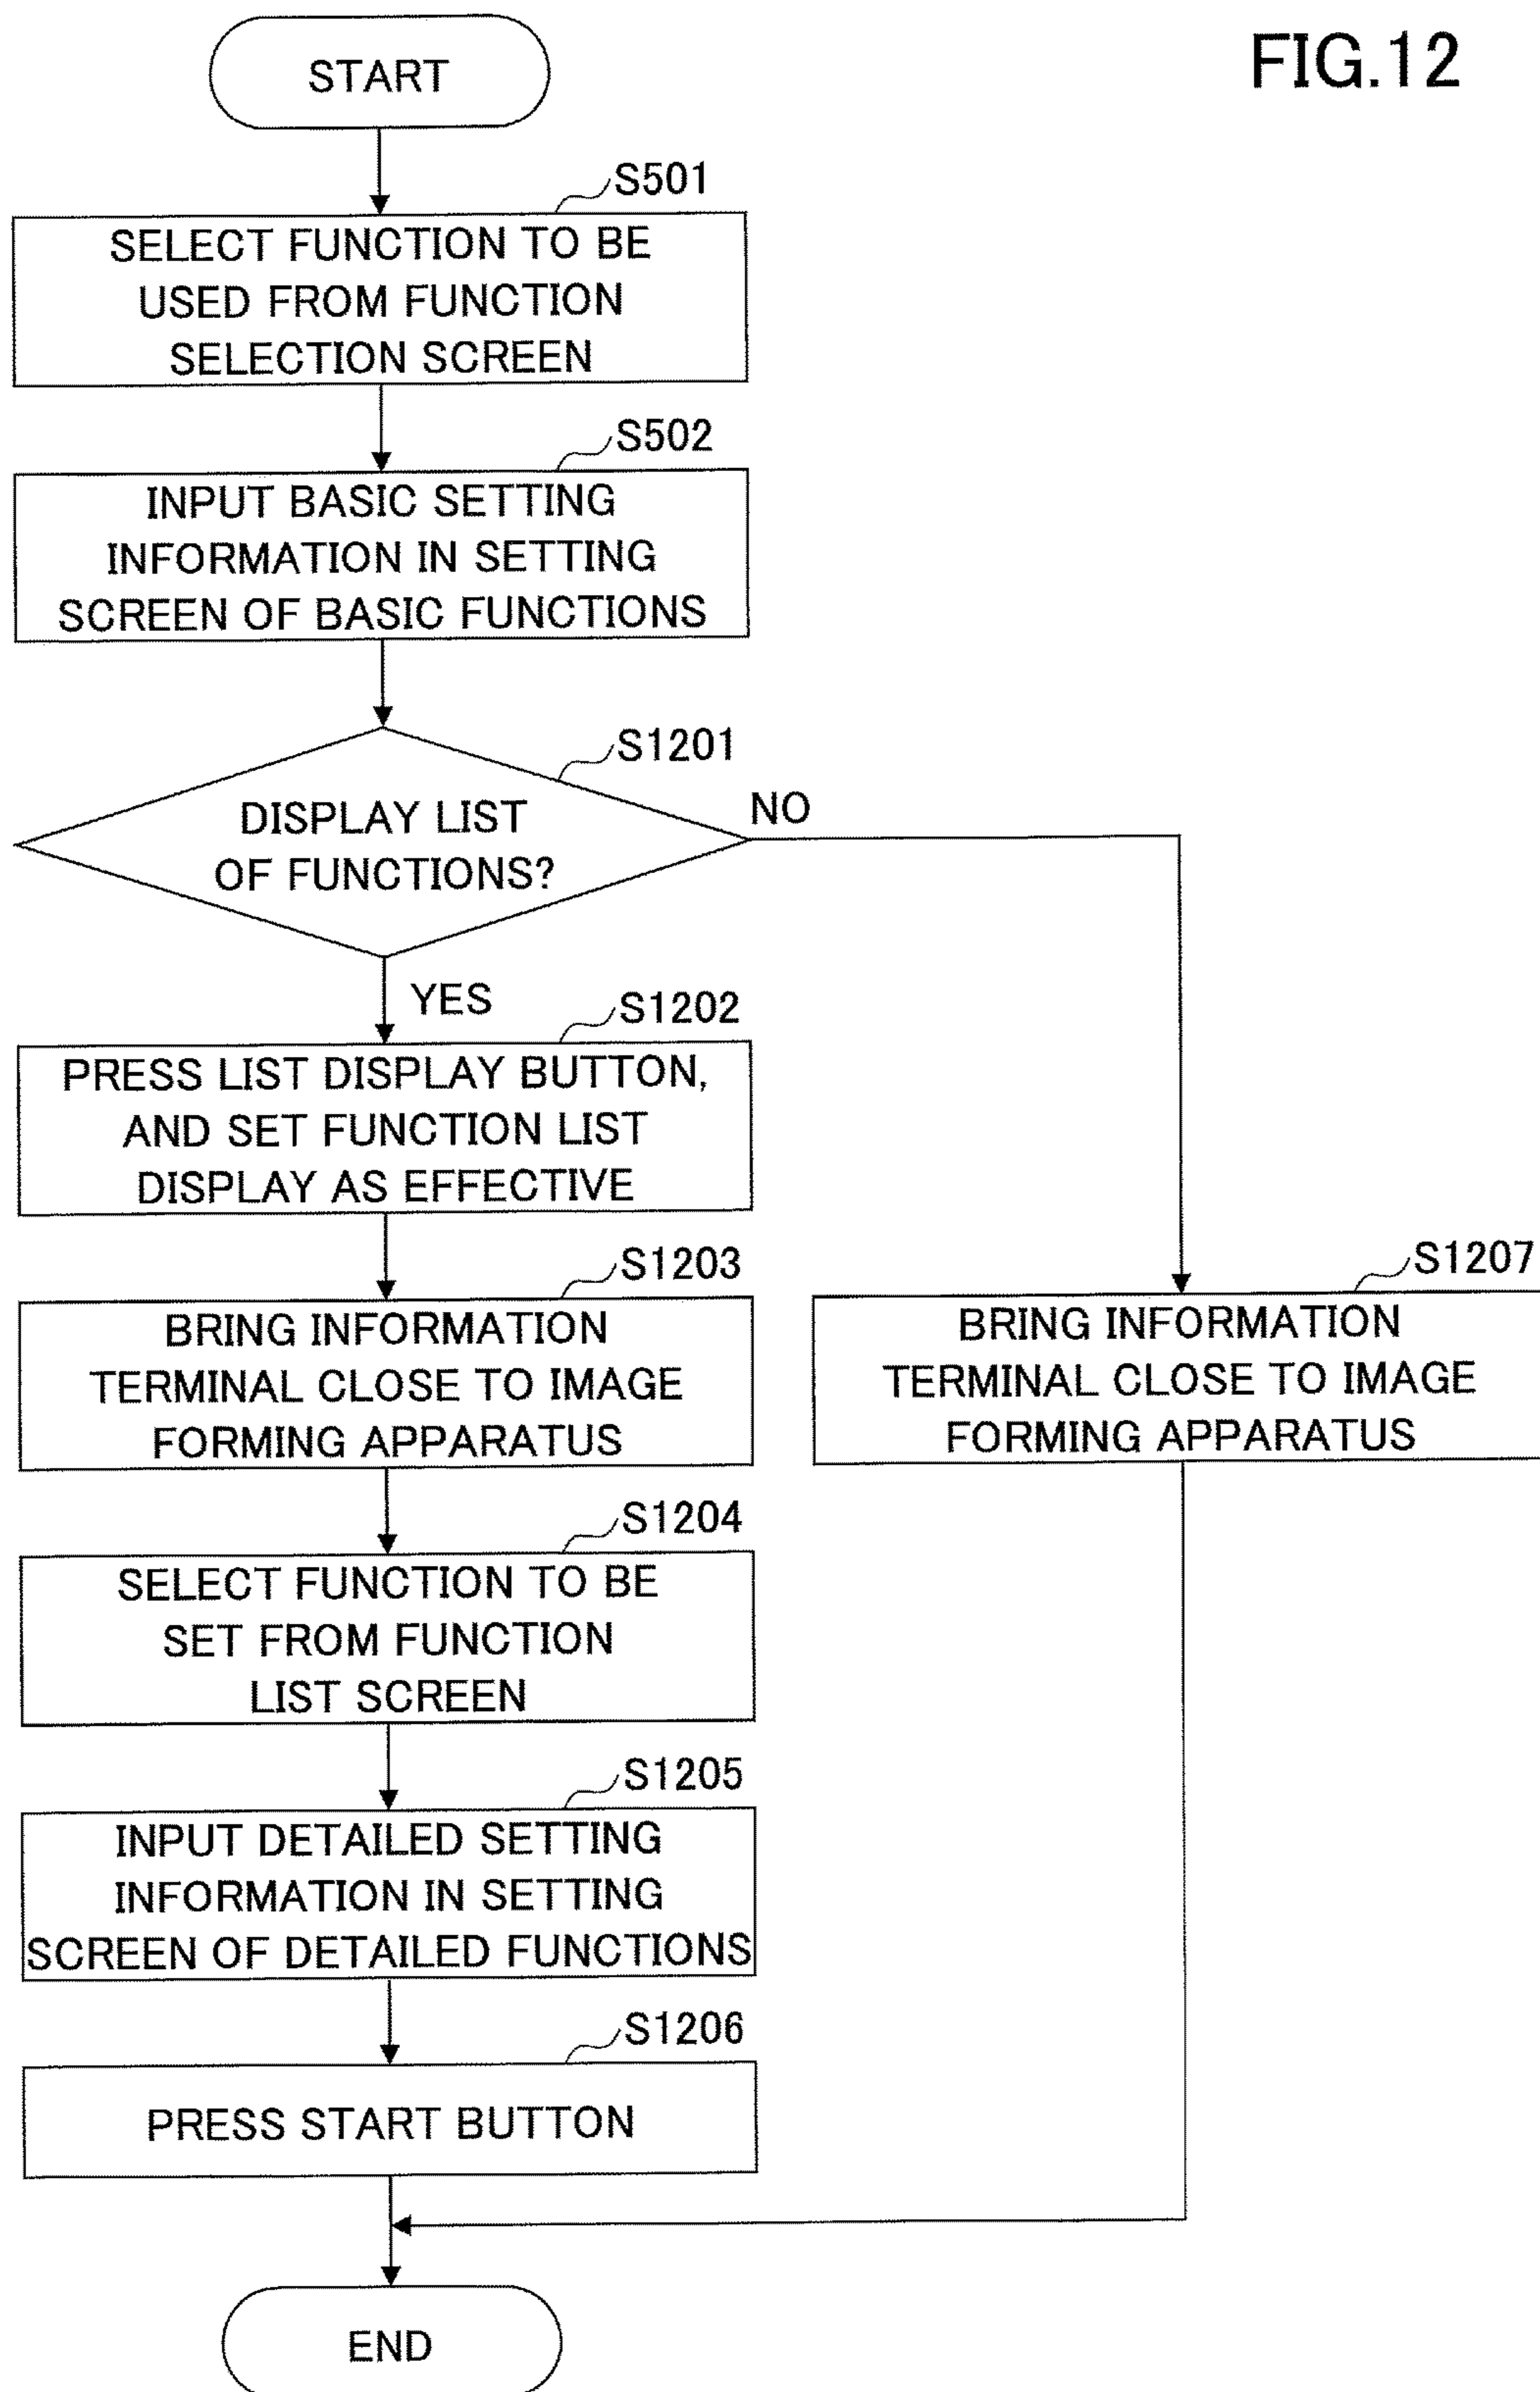 FIG.12
START
S501
SELECT FUNCTION TO BE
USED FROM FUNCTION
SELECTION SCREEN
S502
INPUT BASIC SETTING
INFORMATION IN SETTING
SCREEN OF BASIC FUNCTIONS
S1201
DISPLAY LIST
OF FUNCTIONS?
NO
YES
S1202
PRESS LIST DISPLAY BUTTON,
AND SET FUNCTION LIST
DISPLAY AS EFFECTIVE
S1203
BRING INFORMATION
TERMINAL CLOSE TO IMAGE
FORMING APPARATUS
S1207
BRING INFORMATION
TERMINAL CLOSE TO IMAGE
FORMING APPARATUS
S1204
SELECT FUNCTION TO BE
SET FROM FUNCTION
LIST SCREEN
S1205
INPUT DETAILED SETTING
INFORMATION IN SETTING
SCREEN OF DETAILED FUNCTIONS
S1206
PRESS START BUTTON
END